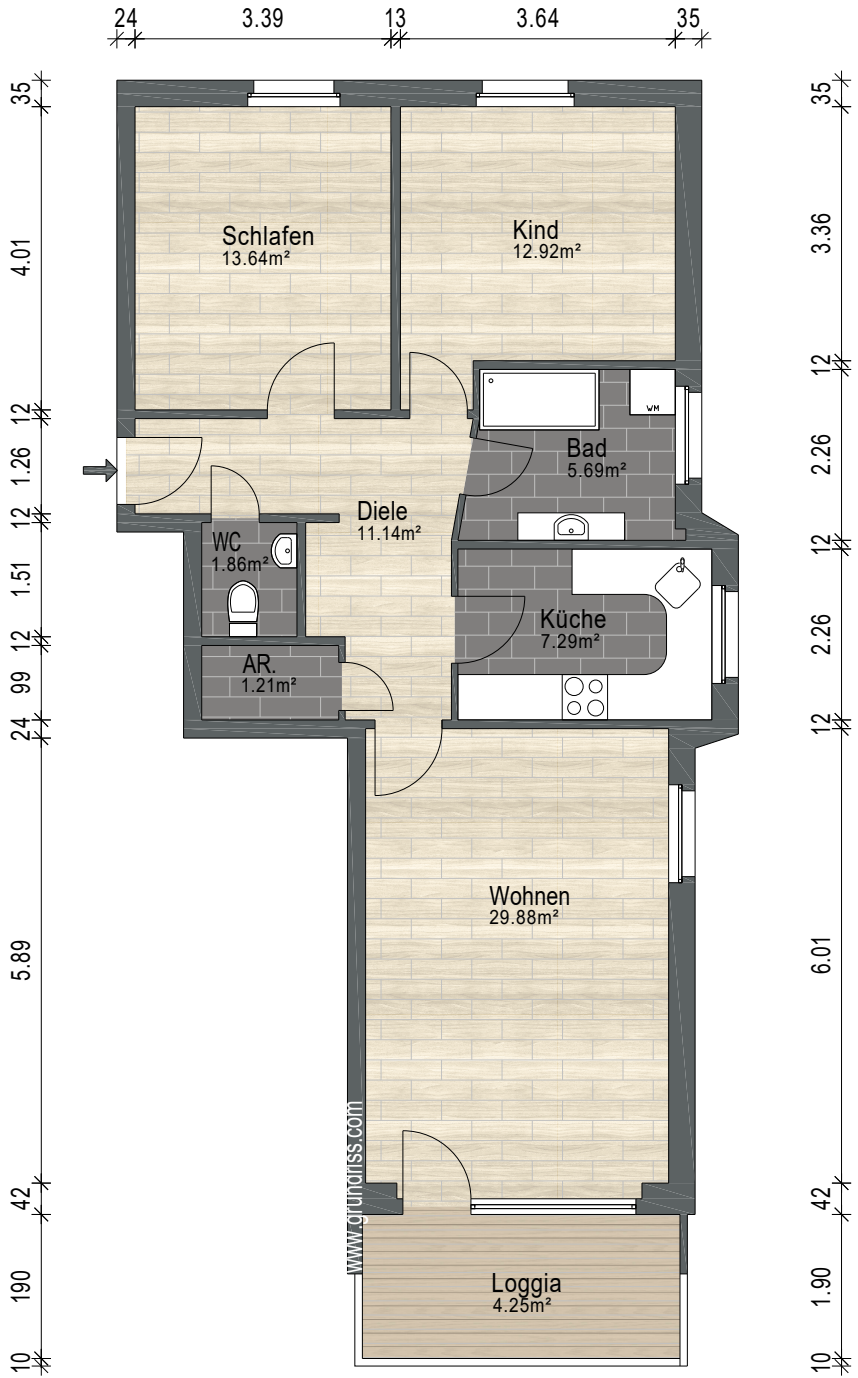 24 3.39 13 3.64 35
35
4.01
12
1.26
12
1.51
12
99
24
5.89
42
190
10
Schlafen
13.64m²
Kind
12.92m²
WM
Bad
5.69m²
Diele
11.14m²
WC
1.86m²
Küche
7.29m²
AR.
1.21m²
Wohnen
29.88m²
www.grundriss.com
Loggia
4.25m²
35
3.36
12
2.26
12
2.26
12
6.01
42
1.90
10